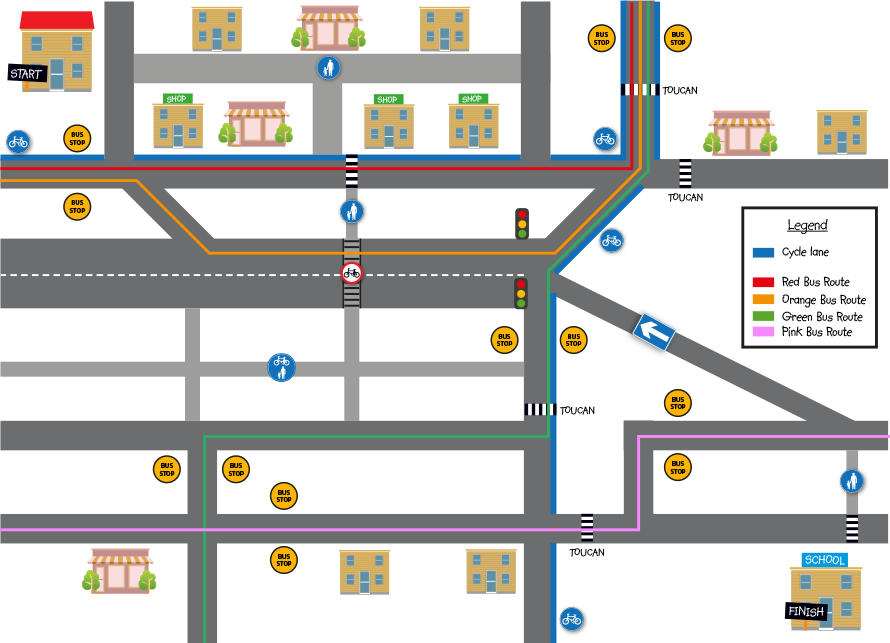 START
BUS
STOP
BUS
STOP
BUS
STOP
BUS
STOP
TOUCAN
SHOP
SHOP
SHOP
TOUCAN
Legend
Cycle lane
Red Bus Route
Orange Bus Route
Green Bus Route
Pink Bus Route
BUS
STOP
BUS
STOP
TOUCAN
BUS
STOP
BUS
STOP
BUS
STOP
BUS
STOP
BUS
STOP
BUS
STOP
TOUCAN
SCHOOL
FINISH